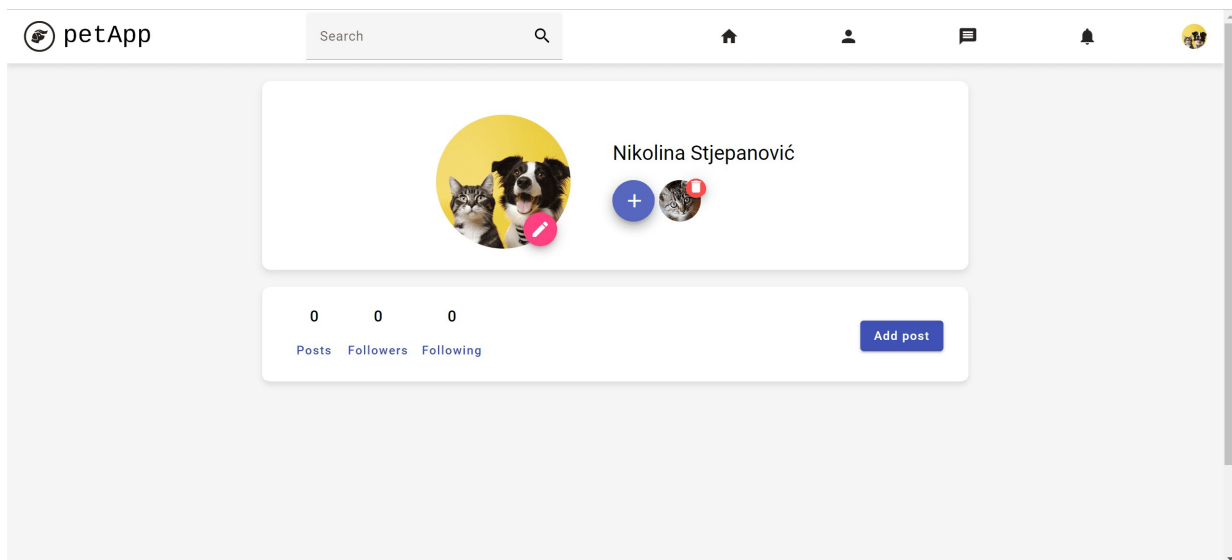 petApp
Search
Nikolina Stjepanović
0 0 0
Posts Followers Following
Add post